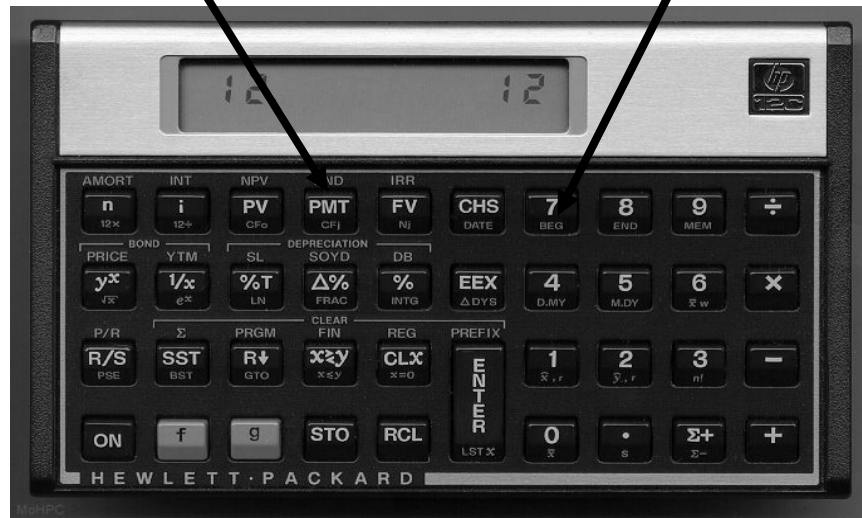 12 12
hp
12C
AMORT INT NPV ND IRR
n i PV PMT FV CHS 7 8 9 ÷
12× 12÷ CFo CFj Nj DATE BEG END MEM
BOND DEPRECIATION
PRICE YTM SL SOYD DB
yx 1/x %T Δ% % EEX 4 5 6 ×
√x ex LN FRAC INTG ΔDYS D.MY M.DY x̄w
CLEAR
P/R Σ PRGM FIN REG PREFIX
R/S SST R↓ x≷y CLx ENTER 1 2 3 −
PSE BST GTO x≤y x=0 x̂,r ŷ,r n!
ON f g STO RCL 0 · Σ+ +
LSTX x̄ s Σ−
HEWLETT·PACKARD
MoHPC